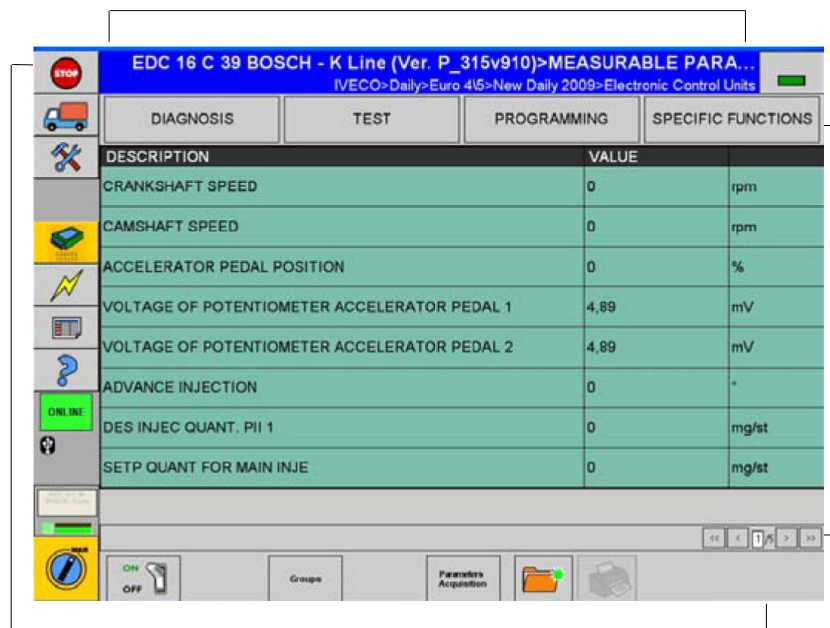 STOP
EDC 16 C 39 BOSCH - K Line (Ver. P_315v910)>MEASURABLE PARA...
IVECO>Daily>Euro 4\5>New Daily 2009>Electronic Control Units
DIAGNOSIS TEST PROGRAMMING SPECIFIC FUNCTIONS
DESCRIPTION VALUE
CRANKSHAFT SPEED 0 rpm
CAMSHAFT SPEED 0 rpm
ACCELERATOR PEDAL POSITION 0 %
VOLTAGE OF POTENTIOMETER ACCELERATOR PEDAL 1 4,89 mV
VOLTAGE OF POTENTIOMETER ACCELERATOR PEDAL 2 4,89 mV
ADVANCE INJECTION 0 °
DES INJEC QUANT. PII 1 0 mg/st
SETP QUANT FOR MAIN INJE 0 mg/st
ONLINE
<< < 1/5 > >>
MAR
ON
OFF
Groups
Parameters
Acquisition